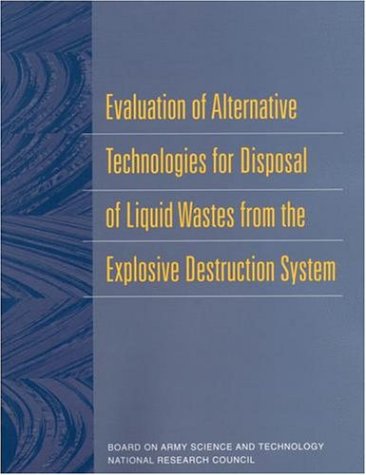 Evaluation of Alternative
Technologies for Disposal
of Liquid Wastes from the
Explosive Destruction System
BOARD ON ARMY SCIENCE AND TECHNOLOGY
NATIONAL RESEARCH COUNCIL